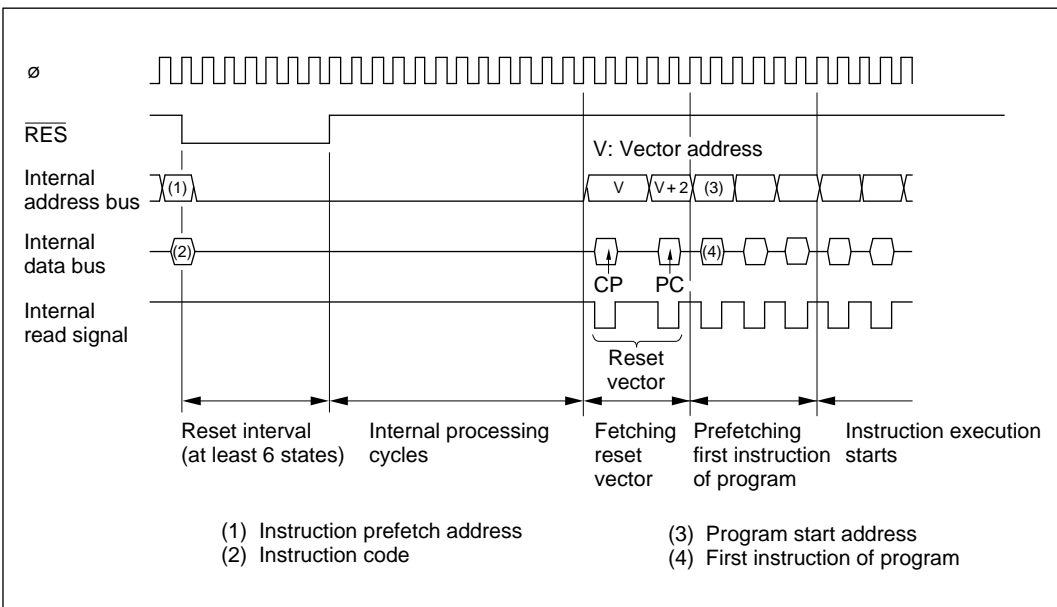 ø
RES
V: Vector address
Internal
address bus
(1)
V
V + 2
(3)
Internal
data bus
(2)
(4)
CP
PC
Internal
read signal
Reset
vector
Reset interval
(at least 6 states)
Internal processing
cycles
Fetching
reset
vector
Prefetching
first instruction
of program
Instruction execution
starts
(1) Instruction prefetch address
(2) Instruction code
(3) Program start address
(4) First instruction of program